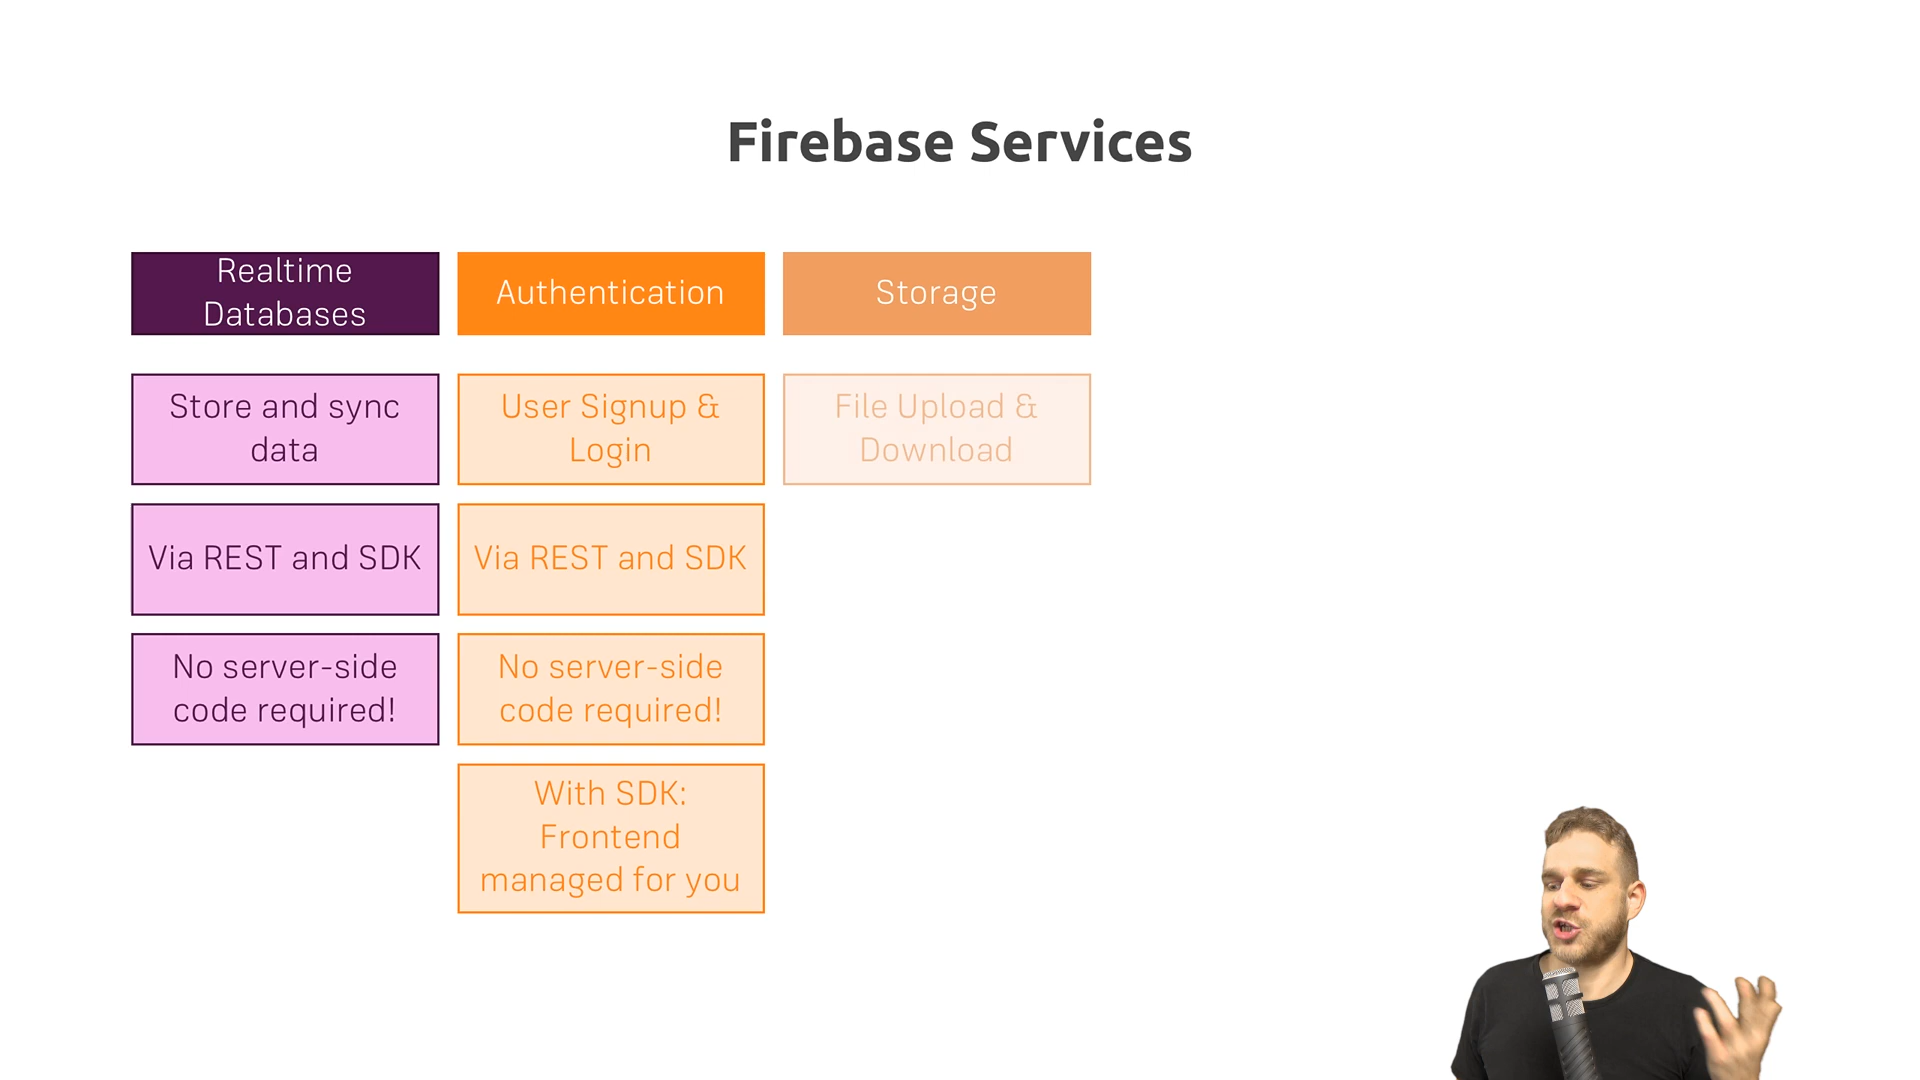 Firebase Services
Realtime
Databases
Store and sync
data
Via REST and SDK
No server-side
code required!
Authentication
User Signup &
Login
Via REST and SDK
No server-side
code required!
With SDK:
Frontend
managed for you
Storage
File Upload &
Download